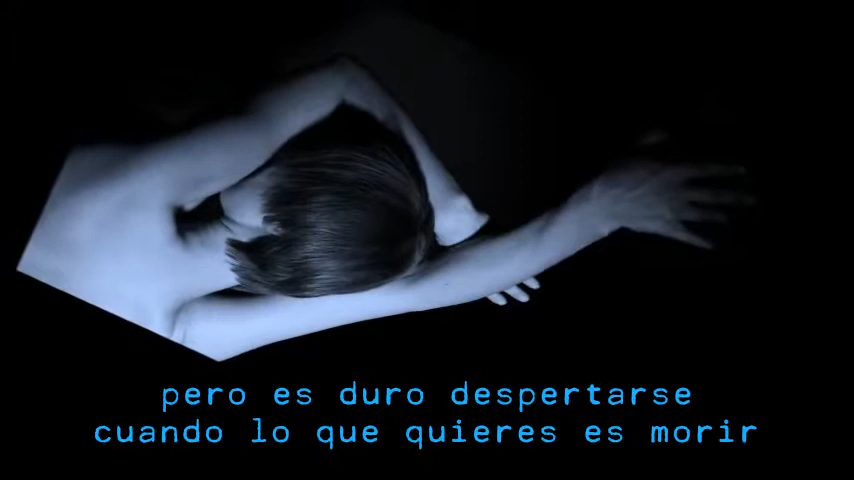 pero es duro despertarse
cuando lo que quieres es morir